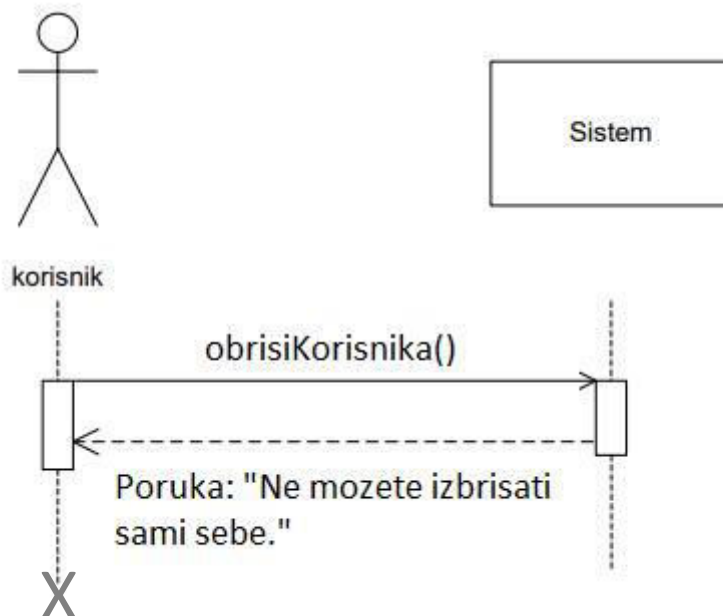 Sistem
korisnik
obrisiKorisnika()
Poruka: "Ne mozete izbrisati
sami sebe."
X